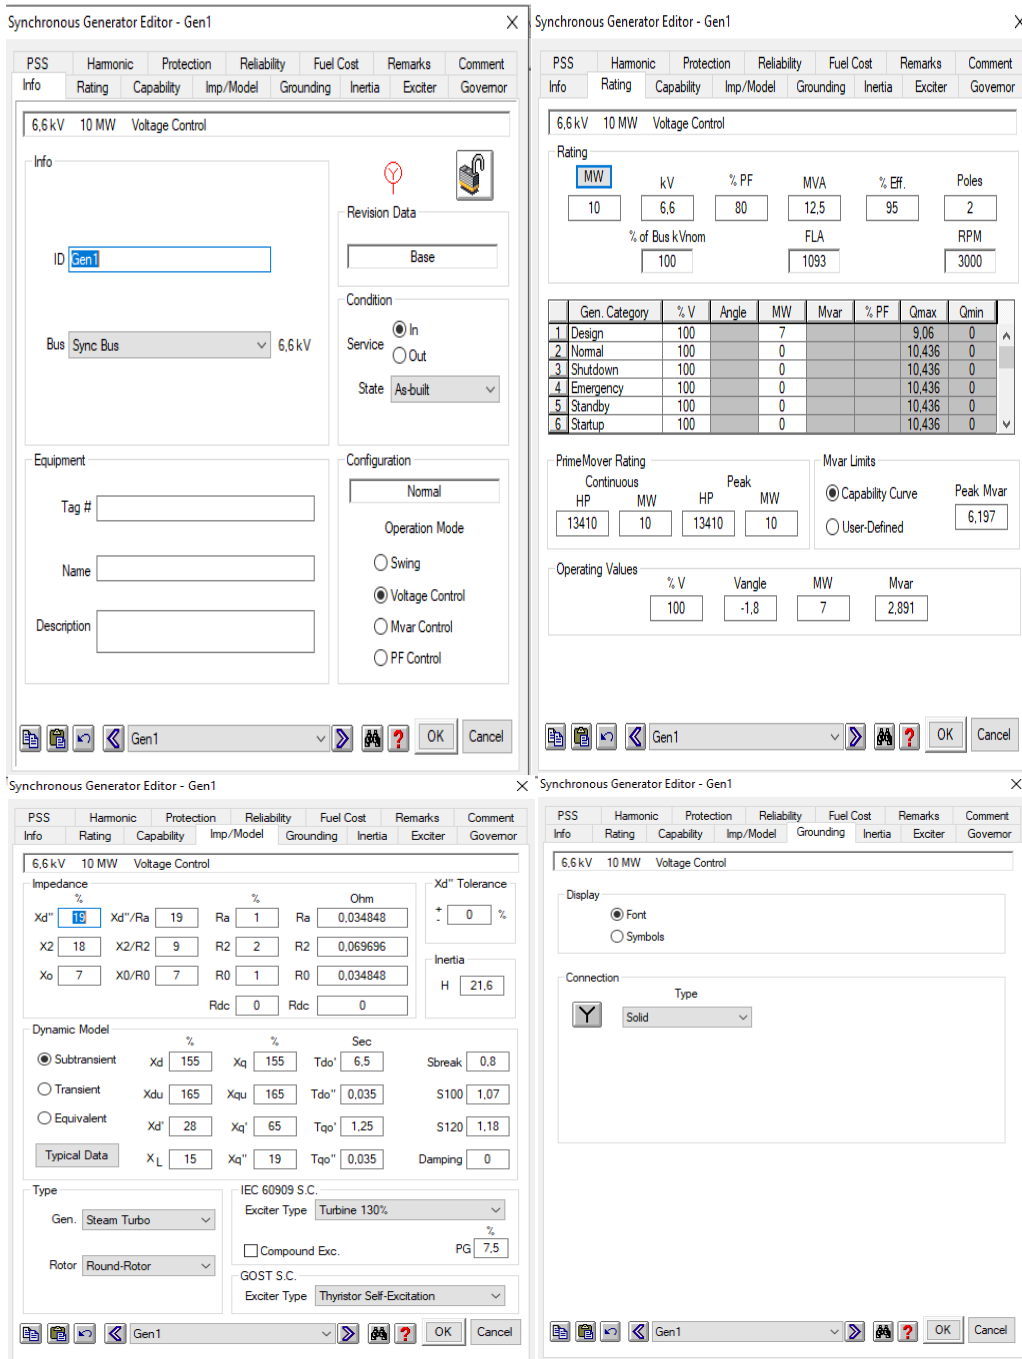 Synchronous Generator Editor - Gen1
PSS Harmonic Protection Reliability Fuel Cost Remarks Comment
Info Rating Capability Imp/Model Grounding Inertia Exciter Governor
6,6 kV 10 MW Voltage Control
Info
Revision Data
Base
ID Gen1
Condition
Service In
Out
Bus Sync Bus 6,6 kV
State As-built
Equipment
Tag #
Name
Description
Configuration
Normal
Operation Mode
Swing
Voltage Control
Mvar Control
PF Control
Gen1 OK Cancel
Synchronous Generator Editor - Gen1
PSS Harmonic Protection Reliability Fuel Cost Remarks Comment
Info Rating Capability Imp/Model Grounding Inertia Exciter Governor
6,6 kV 10 MW Voltage Control
Rating
MW kV % PF MVA % Eff. Poles
10 6,6 80 12,5 95 2
% of Bus kVnom FLA RPM
100 1093 3000
Gen. Category % V Angle MW Mvar % PF Qmax Qmin
1 Design 100 7 9,06 0
2 Normal 100 0 10,436 0
3 Shutdown 100 0 10,436 0
4 Emergency 100 0 10,436 0
5 Standby 100 0 10,436 0
6 Startup 100 0 10,436 0
PrimeMover Rating
Continuous Peak
HP MW HP MW
13410 10 13410 10
Mvar Limits
Capability Curve
User-Defined
Peak Mvar
6,197
Operating Values
% V Vangle MW Mvar
100 -1,8 7 2,891
Gen1 OK Cancel
Synchronous Generator Editor - Gen1
PSS Harmonic Protection Reliability Fuel Cost Remarks Comment
Info Rating Capability Imp/Model Grounding Inertia Exciter Governor
6,6 kV 10 MW Voltage Control
Impedance
% % Ohm
Xd" 19 Xd"/Ra 19 Ra 1 Ra 0,034848
X2 18 X2/R2 9 R2 2 R2 0,069696
Xo 7 X0/R0 7 R0 1 R0 0,034848
Rdc 0 Rdc 0
Xd" Tolerance
+ - 0 %
Inertia
H 21,6
Dynamic Model
% % Sec
Subtransient Xd 155 Xq 155 Tdo' 6,5 Sbreak 0,8
Transient Xdu 165 Xqu 165 Tdo" 0,035 S100 1,07
Equivalent Xd' 28 Xq' 65 Tqo' 1,25 S120 1,18
Typical Data XL 15 Xq" 19 Tqo" 0,035 Damping 0
Type
Gen. Steam Turbo
Rotor Round-Rotor
IEC 60909 S.C.
Exciter Type Turbine 130%
%
Compound Exc. PG 7,5
GOST S.C.
Exciter Type Thyristor Self-Excitation
Gen1 OK Cancel
Synchronous Generator Editor - Gen1
PSS Harmonic Protection Reliability Fuel Cost Remarks Comment
Info Rating Capability Imp/Model Grounding Inertia Exciter Governor
6,6 kV 10 MW Voltage Control
Display
Font
Symbols
Connection
Type
Solid
Gen1 OK Cancel